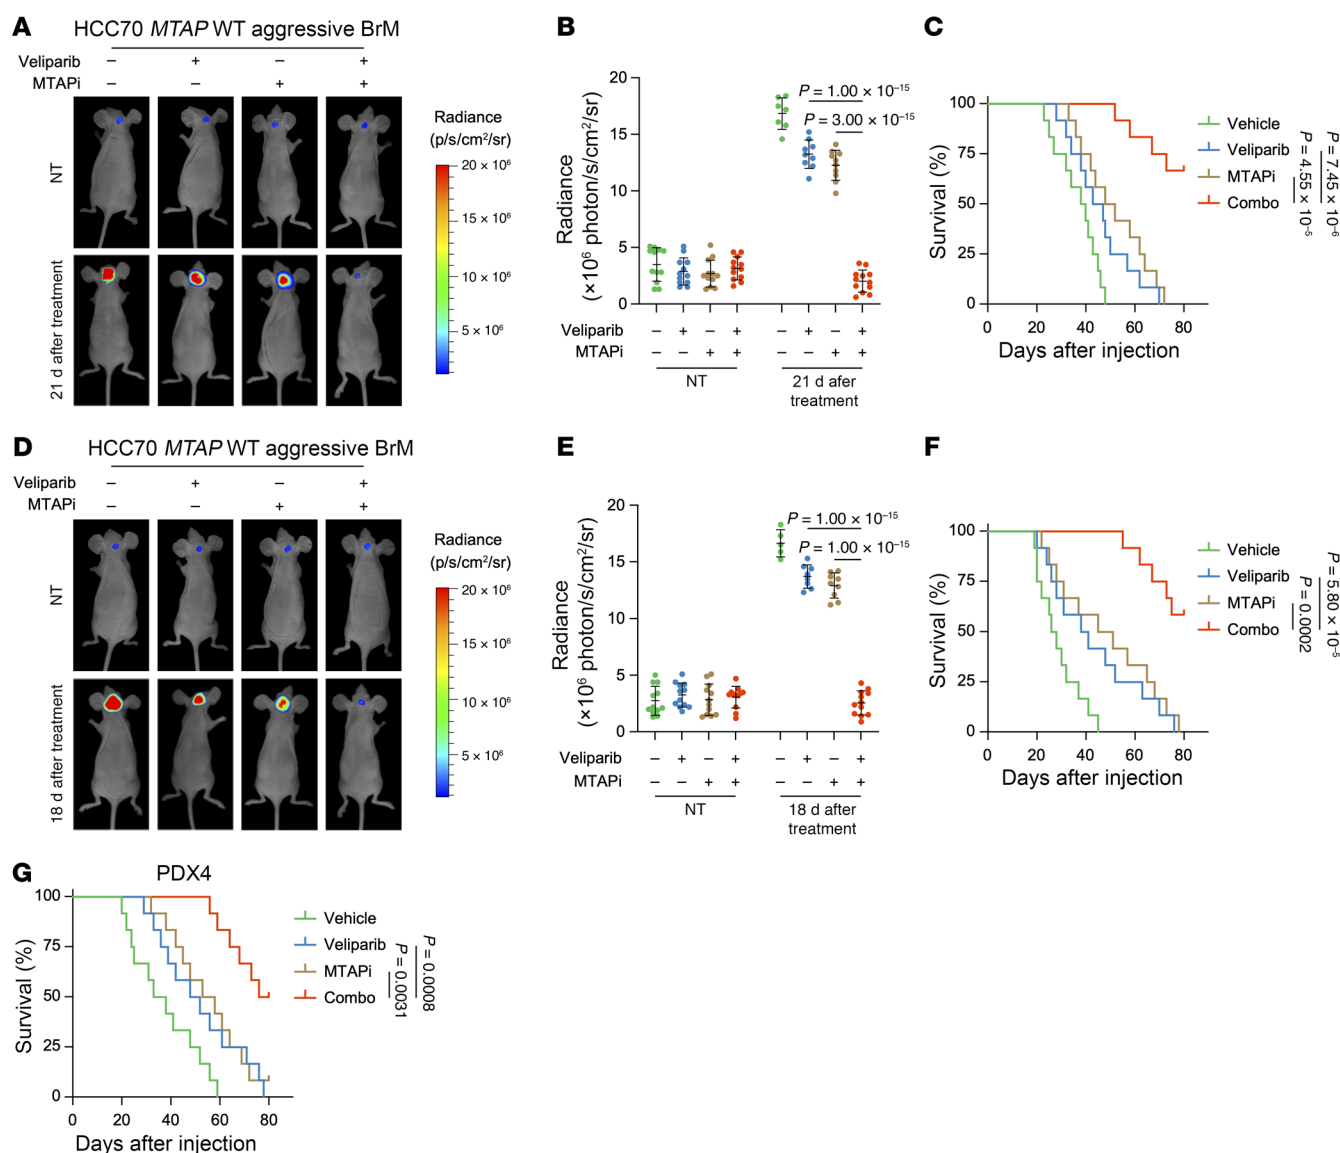 A
HCC70 MTAP WT aggressive BrM
Veliparib – + – +
MTAPi – – + +
NT
21 d after treatment
Radiance
(p/s/cm²/sr)
20 × 10⁶
15 × 10⁶
10 × 10⁶
5 × 10⁶
B
Radiance
(×10⁶ photon/s/cm²/sr)
20
15
10
5
0
P = 1.00 × 10⁻¹⁵
P = 3.00 × 10⁻¹⁵
Veliparib – + – + – + – +
MTAPi – – + + – – + +
NT
21 d afer
treatment
C
Survival (%)
100
75
50
25
0
0 20 40 60 80
Days after injection
Vehicle
Veliparib
MTAPi
Combo
P = 4.55 × 10⁻⁵
P = 7.45 × 10⁻⁶
D
HCC70 MTAP WT aggressive BrM
Veliparib – + – +
MTAPi – – + +
NT
18 d after treatment
Radiance
(p/s/cm²/sr)
20 × 10⁶
15 × 10⁶
10 × 10⁶
5 × 10⁶
E
Radiance
(×10⁶ photon/s/cm²/sr)
20
15
10
5
0
P = 1.00 × 10⁻¹⁵
P = 1.00 × 10⁻¹⁵
Veliparib – + – + – + – +
MTAPi – – + + – – + +
NT
18 d after
treatment
F
Survival (%)
100
75
50
25
0
0 20 40 60 80
Days after injection
Vehicle
Veliparib
MTAPi
Combo
P = 0.0002
P = 5.80 × 10⁻⁵
G
PDX4
Survival (%)
100
75
50
25
0
0 20 40 60 80
Days after injection
Vehicle
Veliparib
MTAPi
Combo
P = 0.0031
P = 0.0008